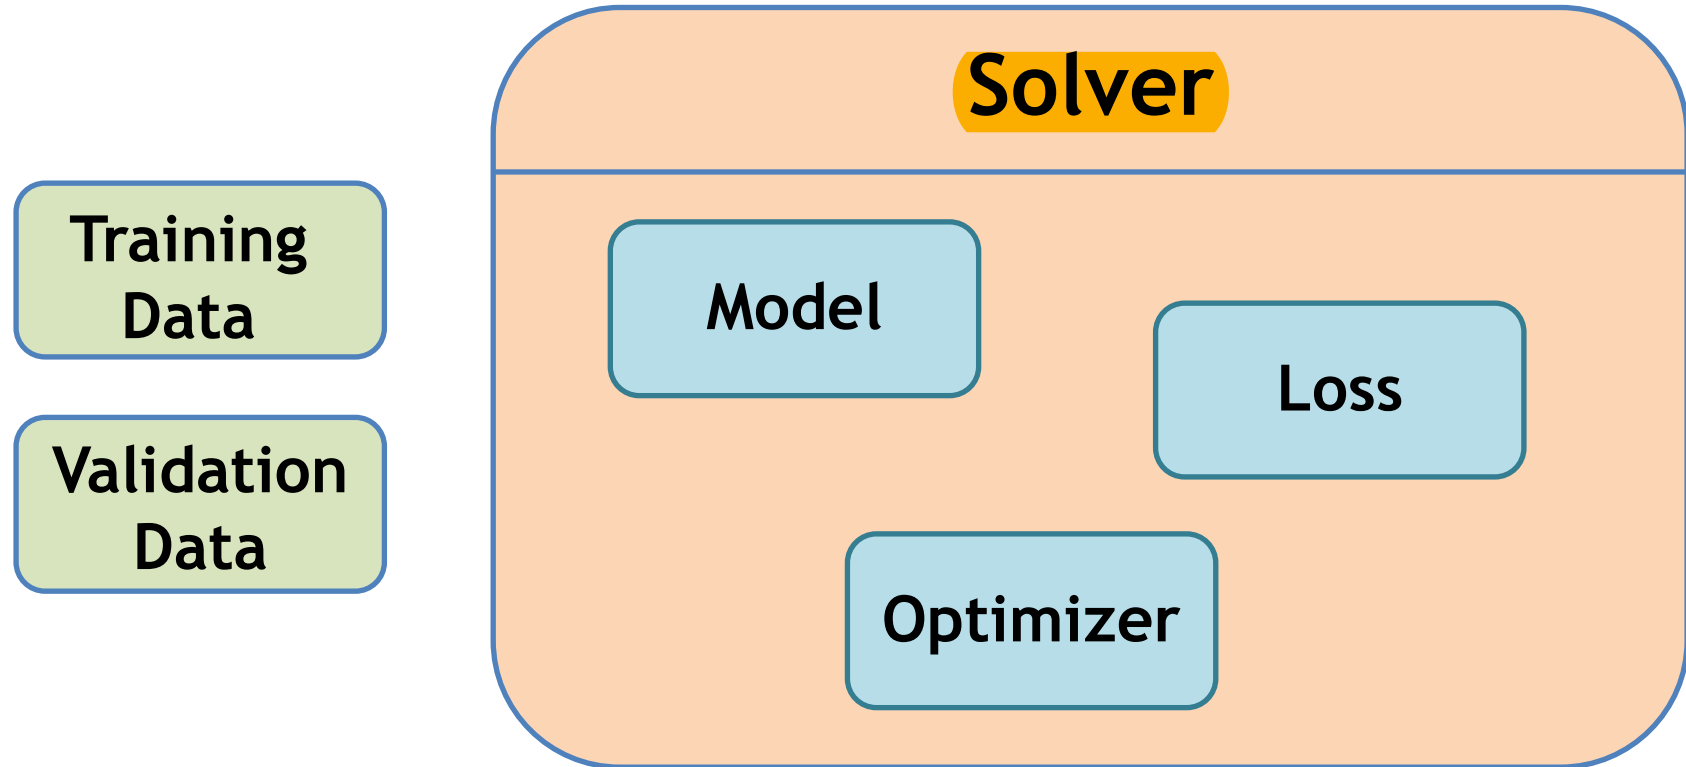 Solver
Training
Data
Model
Loss
Validation
Data
Optimizer